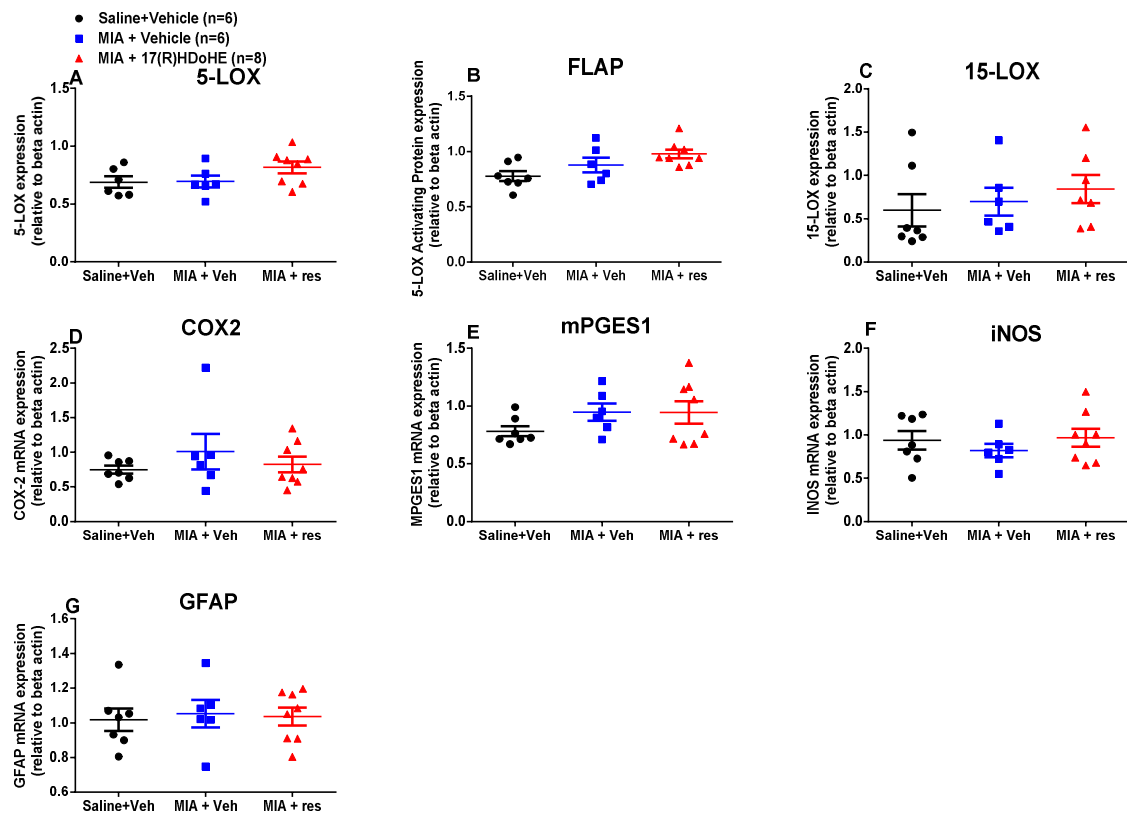 Saline+Vehicle (n=6)
MIA + Vehicle (n=6)
MIA + 17(R)HDoHE (n=8)
A
5-LOX
5-LOX expression
(relative to beta actin)
1.5
1.0
0.5
0.0
Saline+Veh MIA + Veh MIA + res
B
FLAP
5-LOX Activating Protein expression
(relative to beta actin)
1.5
1.0
0.5
0.0
Saline+Veh MIA + Veh MIA + res
C
15-LOX
15-LOX expression
(relative to beta actin)
2.0
1.5
1.0
0.5
0.0
Saline+Veh MIA + Veh MIA + res
D
COX2
COX-2 mRNA expression
(relative to beta actin)
2.5
2.0
1.5
1.0
0.5
0.0
Saline+Veh MIA + Veh MIA + res
E
mPGES1
MPGES1 mRNA expression
(relative to beta actin)
1.5
1.0
0.5
0.0
Saline+Veh MIA + Veh MIA + res
F
iNOS
iNOS mRNA expression
(relative to beta actin)
2.0
1.5
1.0
0.5
0.0
Saline+Veh MIA + Veh MIA + res
G
GFAP
GFAP mRNA expression
(relative to beta actin)
1.6
1.4
1.2
1.0
0.8
0.6
Saline+Veh MIA + Veh MIA + res